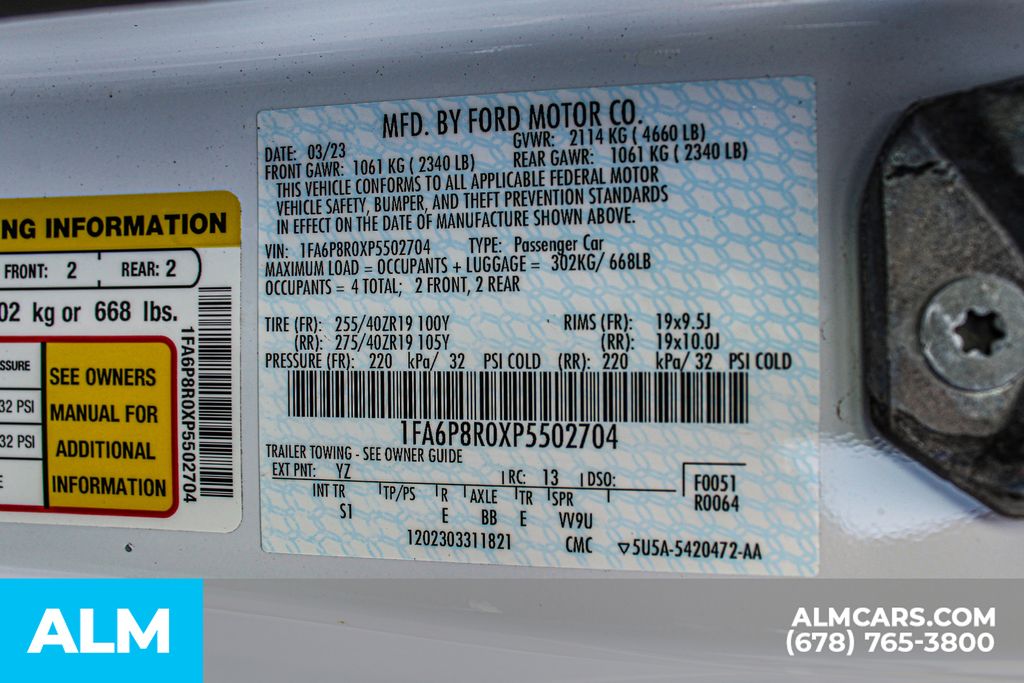 MFD. BY FORD MOTOR CO.
DATE: 03/23 GVWR: 2114 KG ( 4660 LB)
FRONT GAWR: 1061 KG ( 2340 LB) REAR GAWR: 1061 KG ( 2340 LB)
THIS VEHICLE CONFORMS TO ALL APPLICABLE FEDERAL MOTOR
VEHICLE SAFETY, BUMPER, AND THEFT PREVENTION STANDARDS
IN EFFECT ON THE DATE OF MANUFACTURE SHOWN ABOVE.
VIN: 1FA6P8R0XP5502704 TYPE: Passenger Car
MAXIMUM LOAD = OCCUPANTS + LUGGAGE = 302KG/ 668LB
OCCUPANTS = 4 TOTAL; 2 FRONT, 2 REAR
TIRE (FR): 255/40ZR19 100Y RIMS (FR): 19x9.5J
(RR): 275/40ZR19 105Y (RR): 19x10.0J
PRESSURE (FR): 220 kPa/ 32 PSI COLD (RR): 220 kPa/ 32 PSI COLD
1FA6P8R0XP5502704
TRAILER TOWING - SEE OWNER GUIDE
EXT PNT: YZ RC: 13 DSO: F0051
R0064
INT TR TP/PS R AXLE TR SPR
S1 E BB E VV9U
1202303311821 CMC ▽5U5A-5420472-AA
NG INFORMATION
FRONT: 2 REAR: 2
02 kg or 668 lbs.
SSURE
32 PSI
32 PSI
E
SEE OWNERS
MANUAL FOR
ADDITIONAL
INFORMATION
1FA6P8R0XP5502704
ALM
ALMCARS.COM
(678) 765-3800